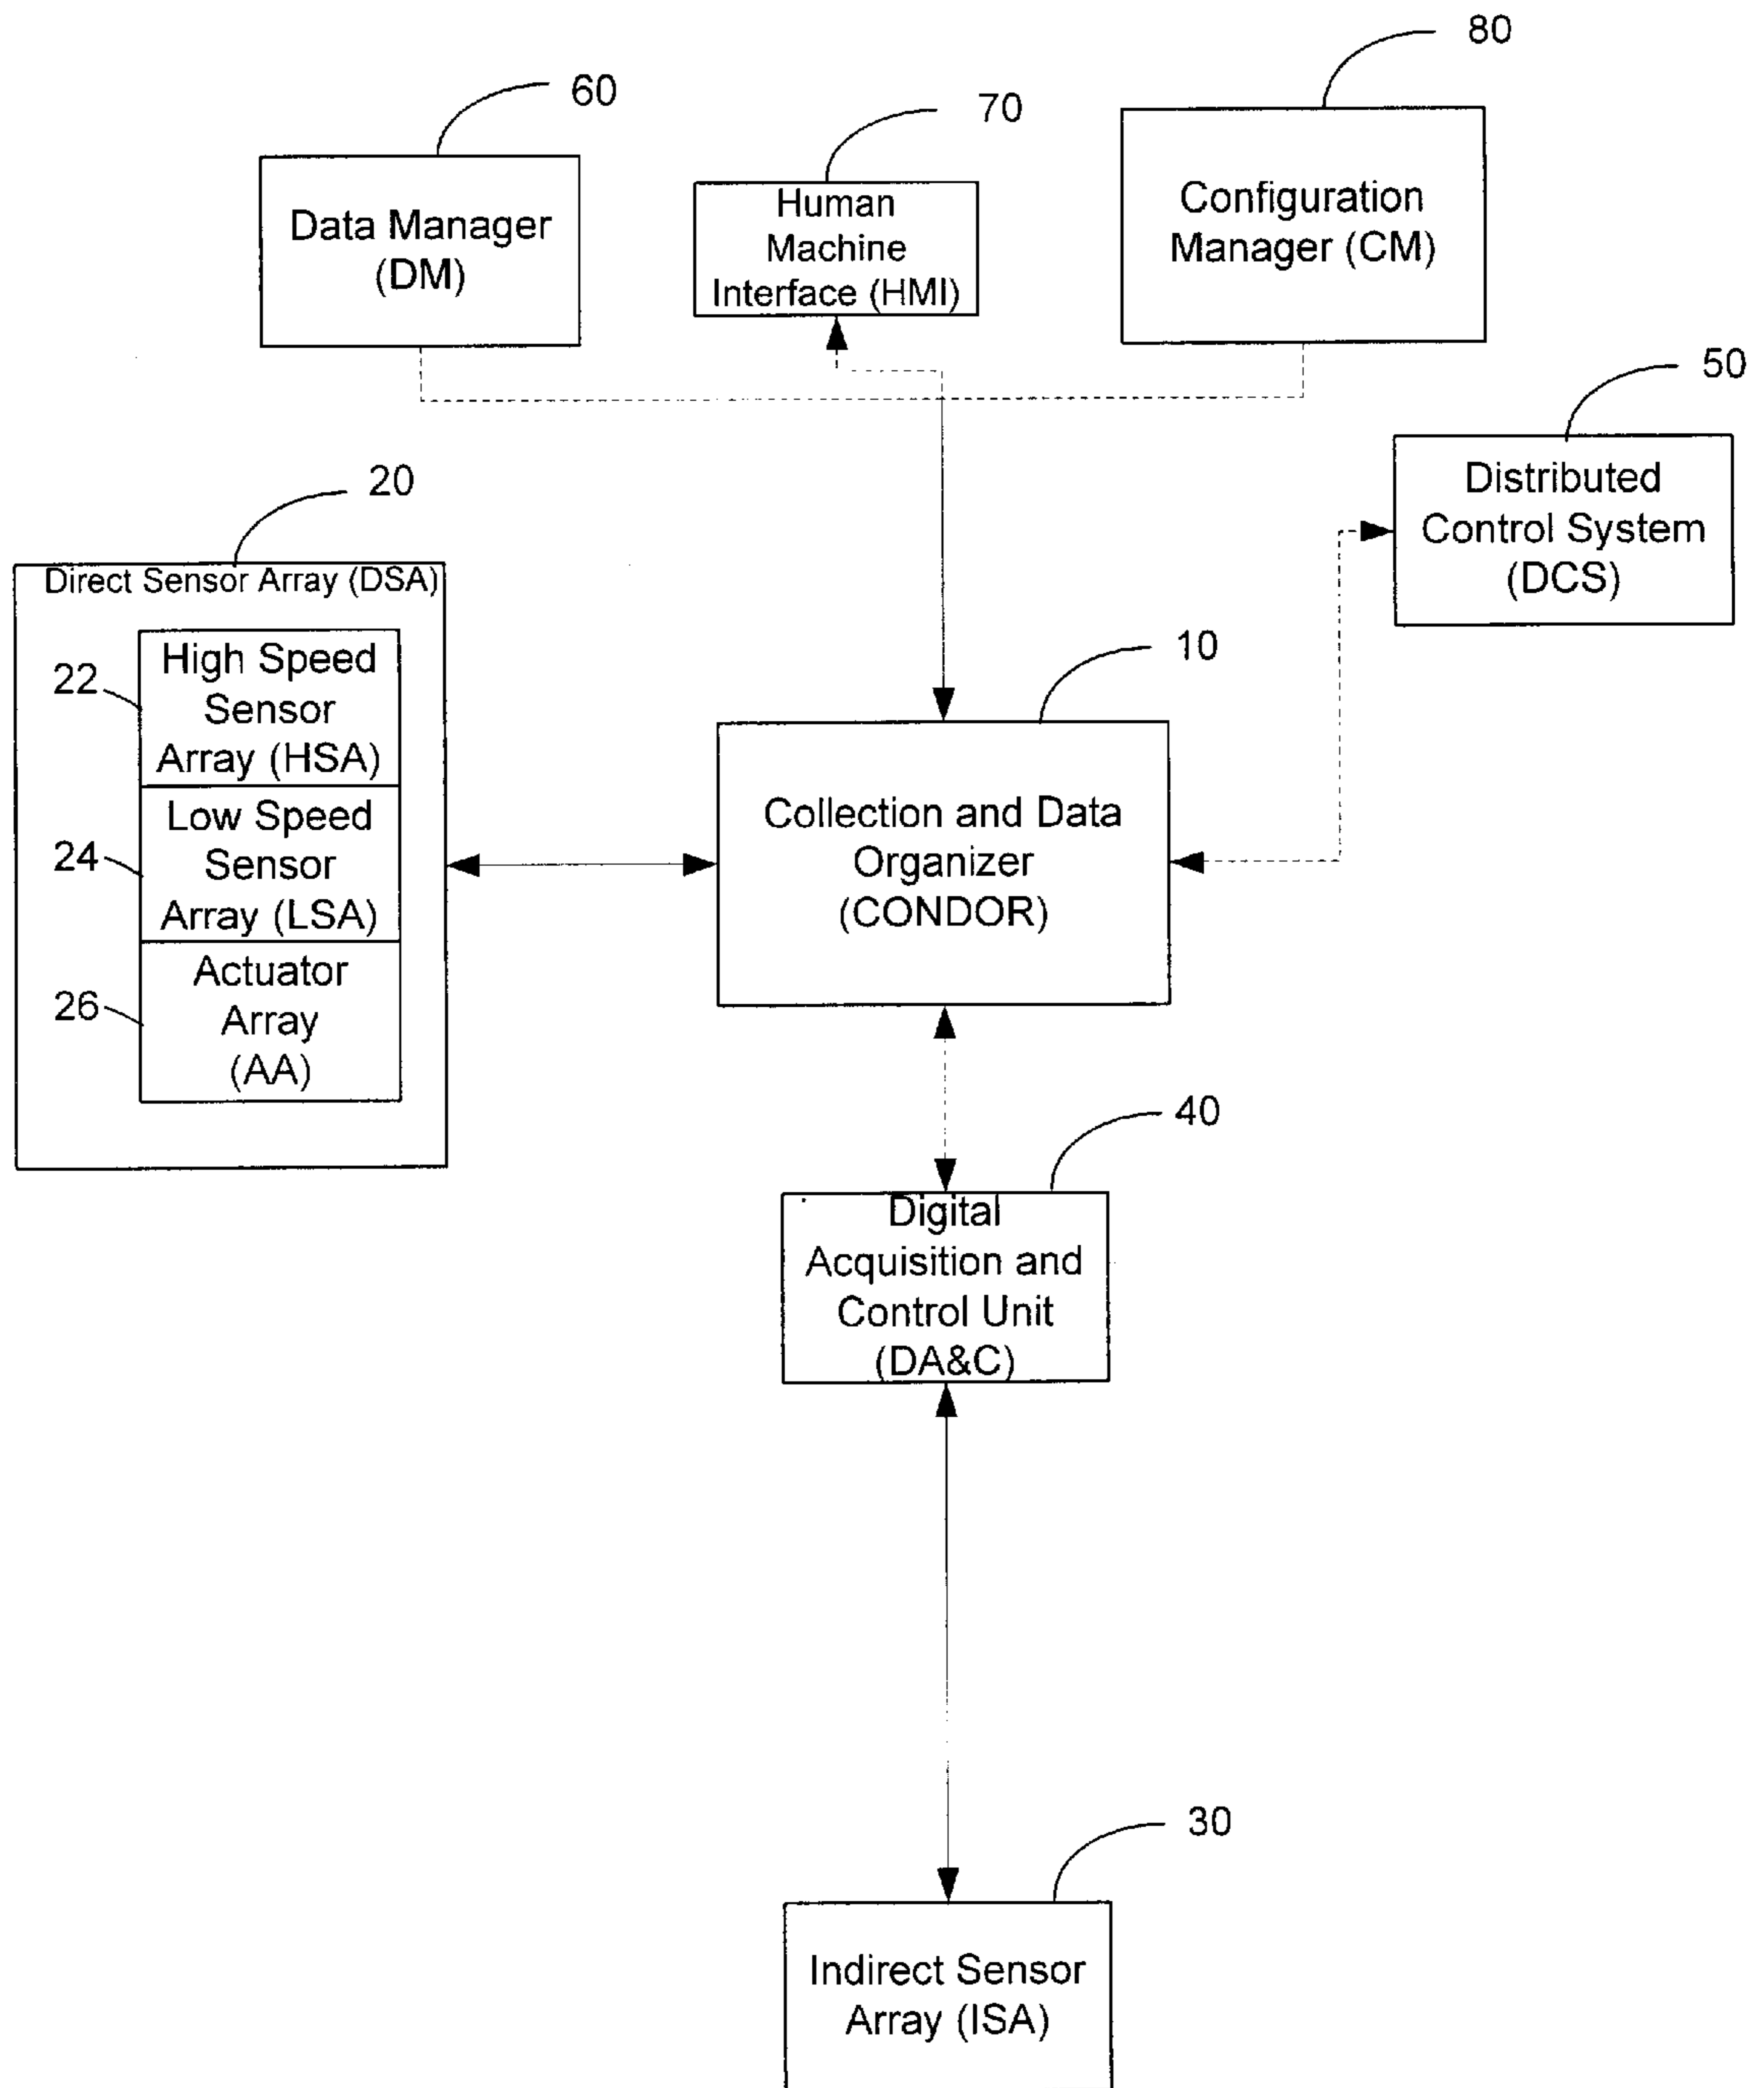 80
60
70
Data Manager
(DM)
Human
Machine
Interface (HMI)
Configuration
Manager (CM)
50
Distributed
Control System
(DCS)
20
Direct Sensor Array (DSA)
22
High Speed
Sensor
Array (HSA)
24
Low Speed
Sensor
Array (LSA)
26
Actuator
Array
(AA)
10
Collection and Data
Organizer
(CONDOR)
40
Digital
Acquisition and
Control Unit
(DA&C)
30
Indirect Sensor
Array (ISA)